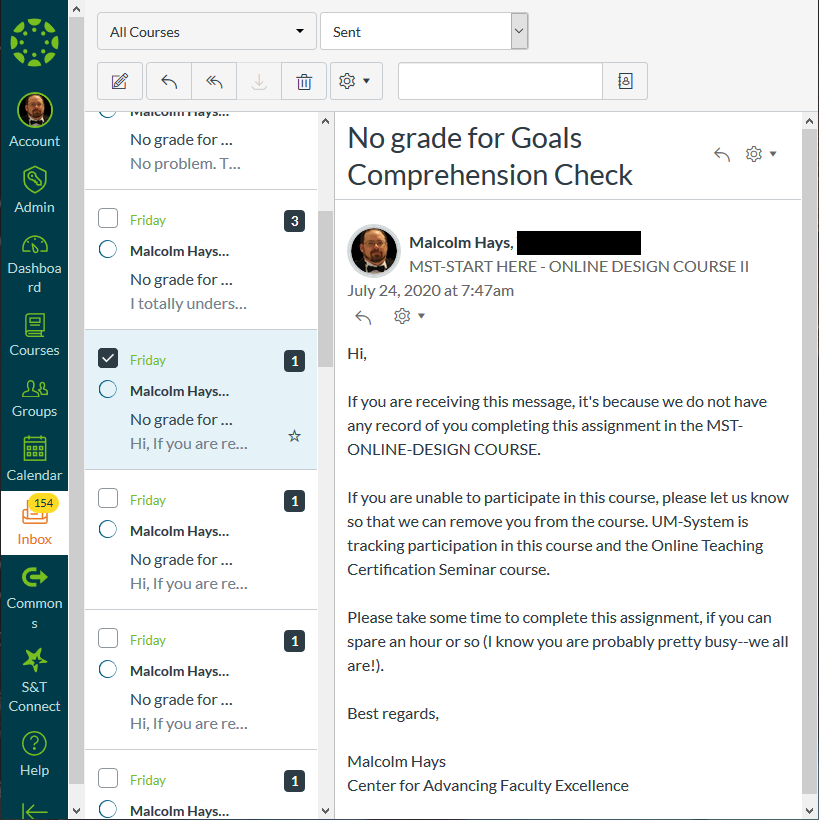 All Courses
Sent
Account
Admin
Dashboa
rd
Courses
Groups
Calendar
154
Inbox
Common
s
S&T
Connect
Help
Malcolm Hays...
No grade for ...
No problem. T...
Friday
3
Malcolm Hays...
No grade for ...
I totally unders...
Friday
1
Malcolm Hays...
No grade for ...
Hi, If you are re...
Friday
1
Malcolm Hays...
No grade for ...
Hi, If you are re...
Friday
1
Malcolm Hays...
No grade for ...
Hi, If you are re...
Friday
1
Malcolm Hays...
No grade for Goals
Comprehension Check
Malcolm Hays,
MST-START HERE - ONLINE DESIGN COURSE II
July 24, 2020 at 7:47am
Hi,
If you are receiving this message, it's because we do not have
any record of you completing this assignment in the MST-
ONLINE-DESIGN COURSE.
If you are unable to participate in this course, please let us know
so that we can remove you from the course. UM-System is
tracking participation in this course and the Online Teaching
Certification Seminar course.
Please take some time to complete this assignment, if you can
spare an hour or so (I know you are probably pretty busy--we all
are!).
Best regards,
Malcolm Hays
Center for Advancing Faculty Excellence